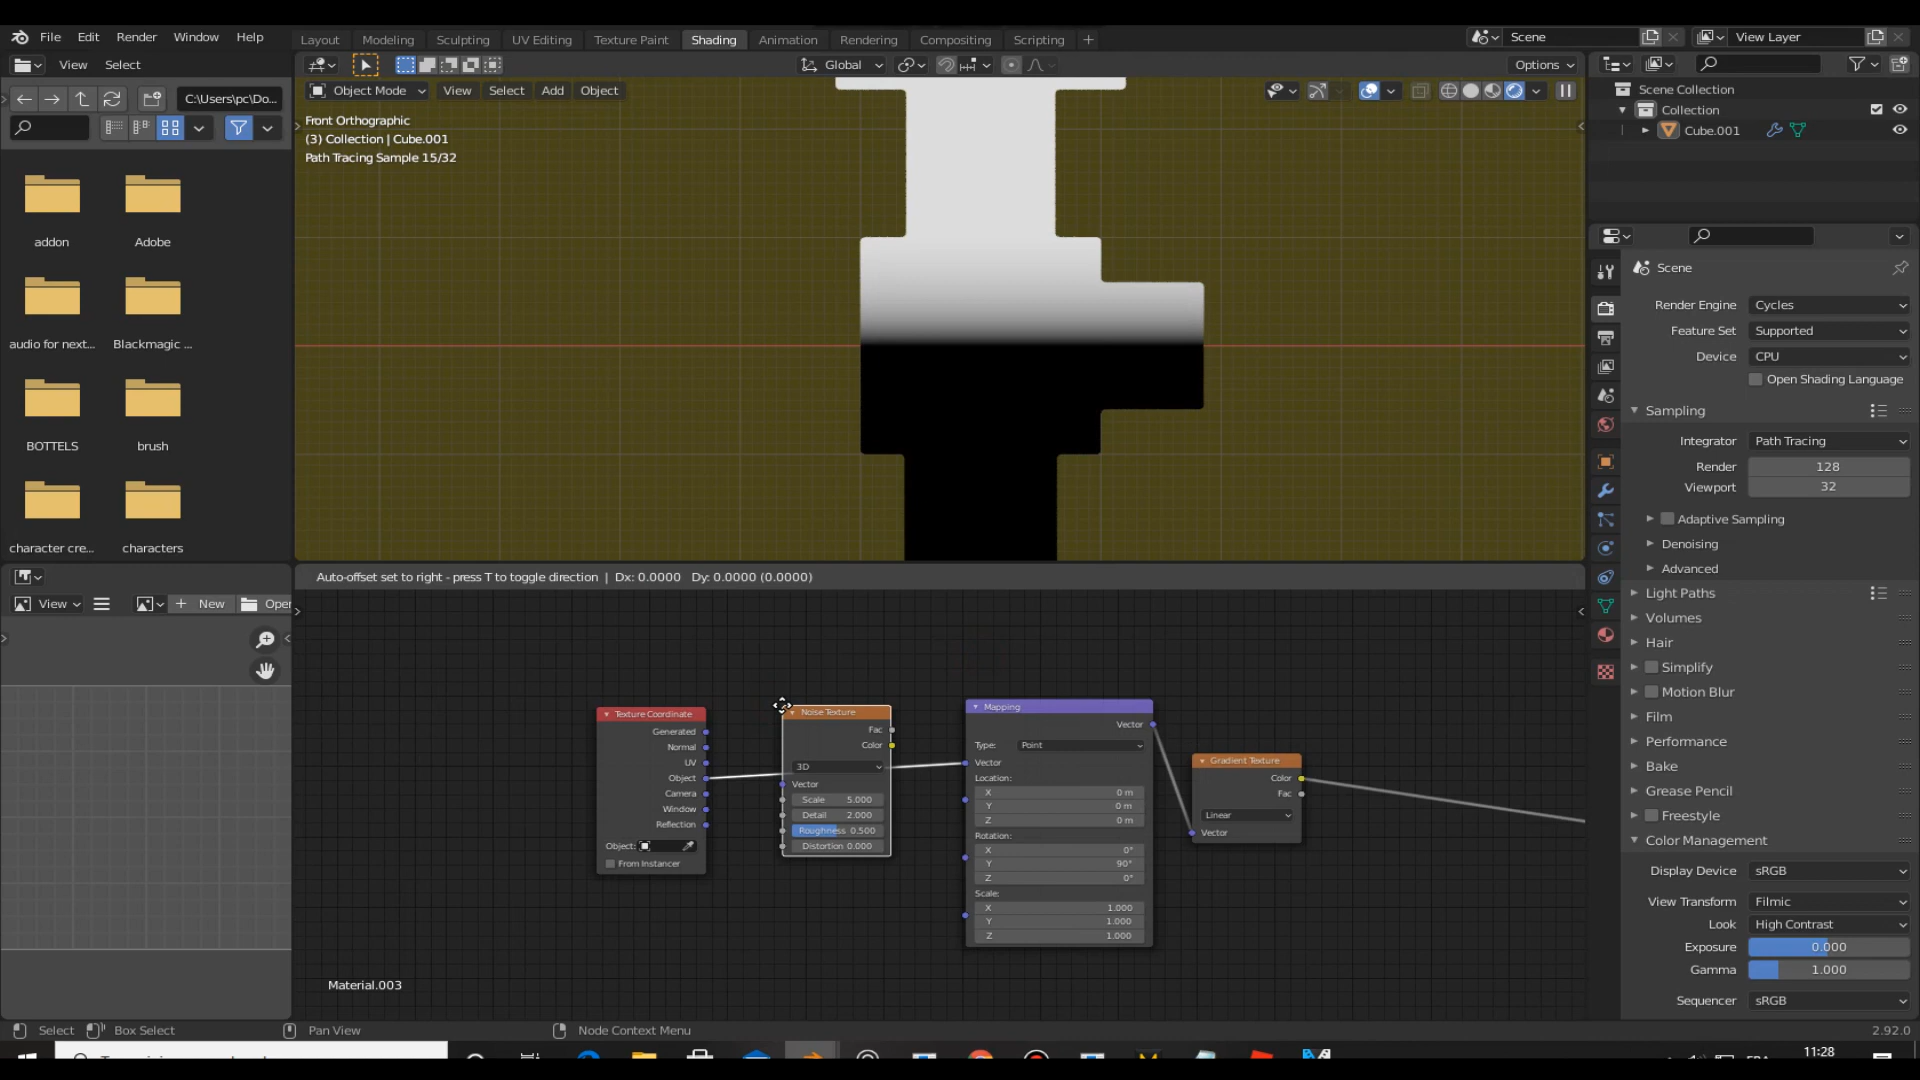 File Edit Render Window Help
Layout Modeling Sculpting UV Editing Texture Paint Shading Animation Rendering Compositing Scripting +
Scene
View Layer
View Select
Global
Options
C:\Users\pc\Do...
Object Mode View Select Add Object
Front Orthographic
(3) Collection | Cube.001
Path Tracing Sample 15/32
addon Adobe
audio for next... Blackmagic ...
BOTTELS brush
character cre... characters
Scene Collection
Collection
Cube.001
Scene
Render Engine Cycles
Feature Set Supported
Device CPU
Open Shading Language
Sampling
Integrator Path Tracing
Render 128
Viewport 32
Adaptive Sampling
Denoising
Advanced
Light Paths
Volumes
Hair
Simplify
Motion Blur
Film
Performance
Bake
Grease Pencil
Freestyle
Color Management
Display Device sRGB
View Transform Filmic
Look High Contrast
Exposure 0.000
Gamma 1.000
Sequencer sRGB
View New Oper
Auto-offset set to right - press T to toggle direction | Dx: 0.0000 Dy: 0.0000 (0.0000)
Texture Coordinate
Generated
Normal
UV
Object
Camera
Window
Reflection
Object:
From Instancer
Noise Texture
Fac
Color
3D
Vector
Scale 5.000
Detail 2.000
Roughness 0.500
Distortion 0.000
Mapping
Vector
Type: Point
Vector
Location:
X 0 m
Y 0 m
Z 0 m
Rotation:
X 0°
Y 90°
Z 0°
Scale:
X 1.000
Y 1.000
Z 1.000
Gradient Texture
Color
Fac
Linear
Vector
Material.003
Select Box Select Pan View Node Context Menu 2.92.0
11:28